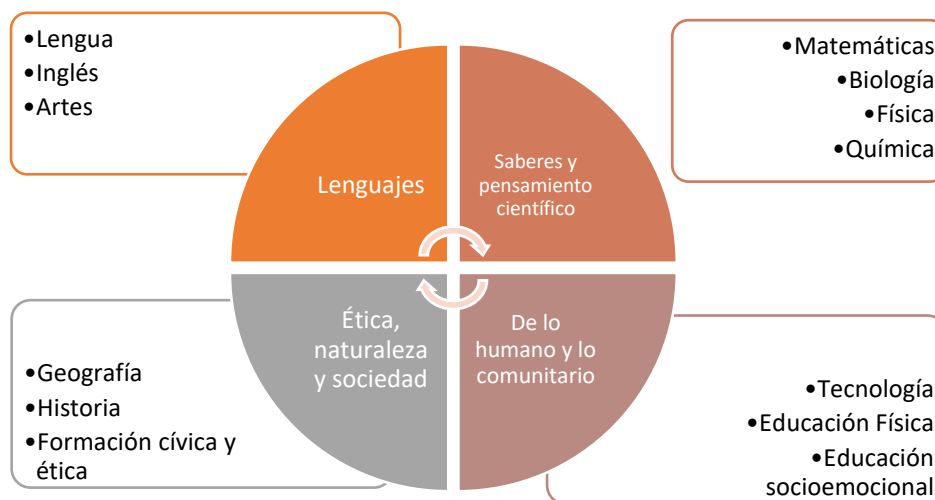 •Lengua
•Inglés
•Artes
•Matemáticas
•Biología
•Física
•Química
Lenguajes
Saberes y
pensamiento
científico
Ética,
naturaleza
y sociedad
De lo
humano y lo
comunitario
•Geografía
•Historia
•Formación cívica y
ética
•Tecnología
•Educación Física
•Educación
socioemocional